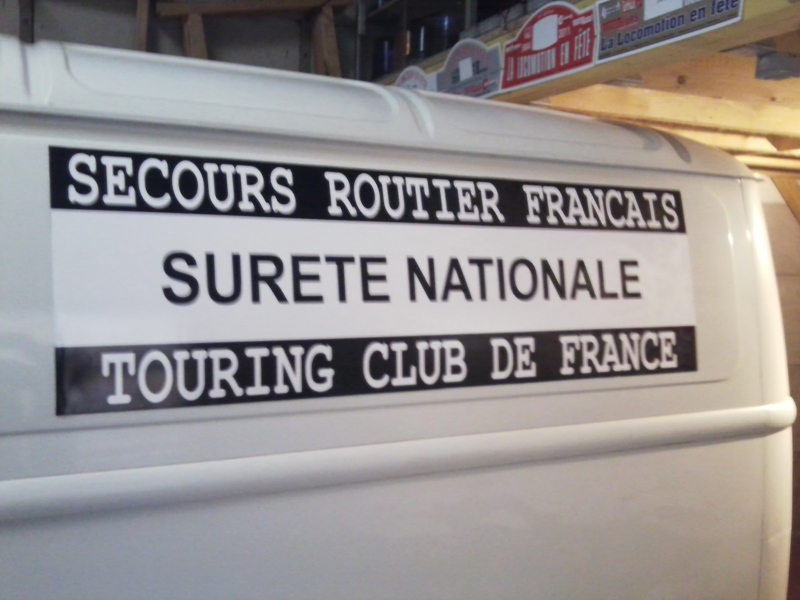 LA LOCOMOTION EN FÊTE
La Locomotion en fête
SECOURS ROUTIER FRANCAIS
SURETE NATIONALE
TOURING CLUB DE FRANCE